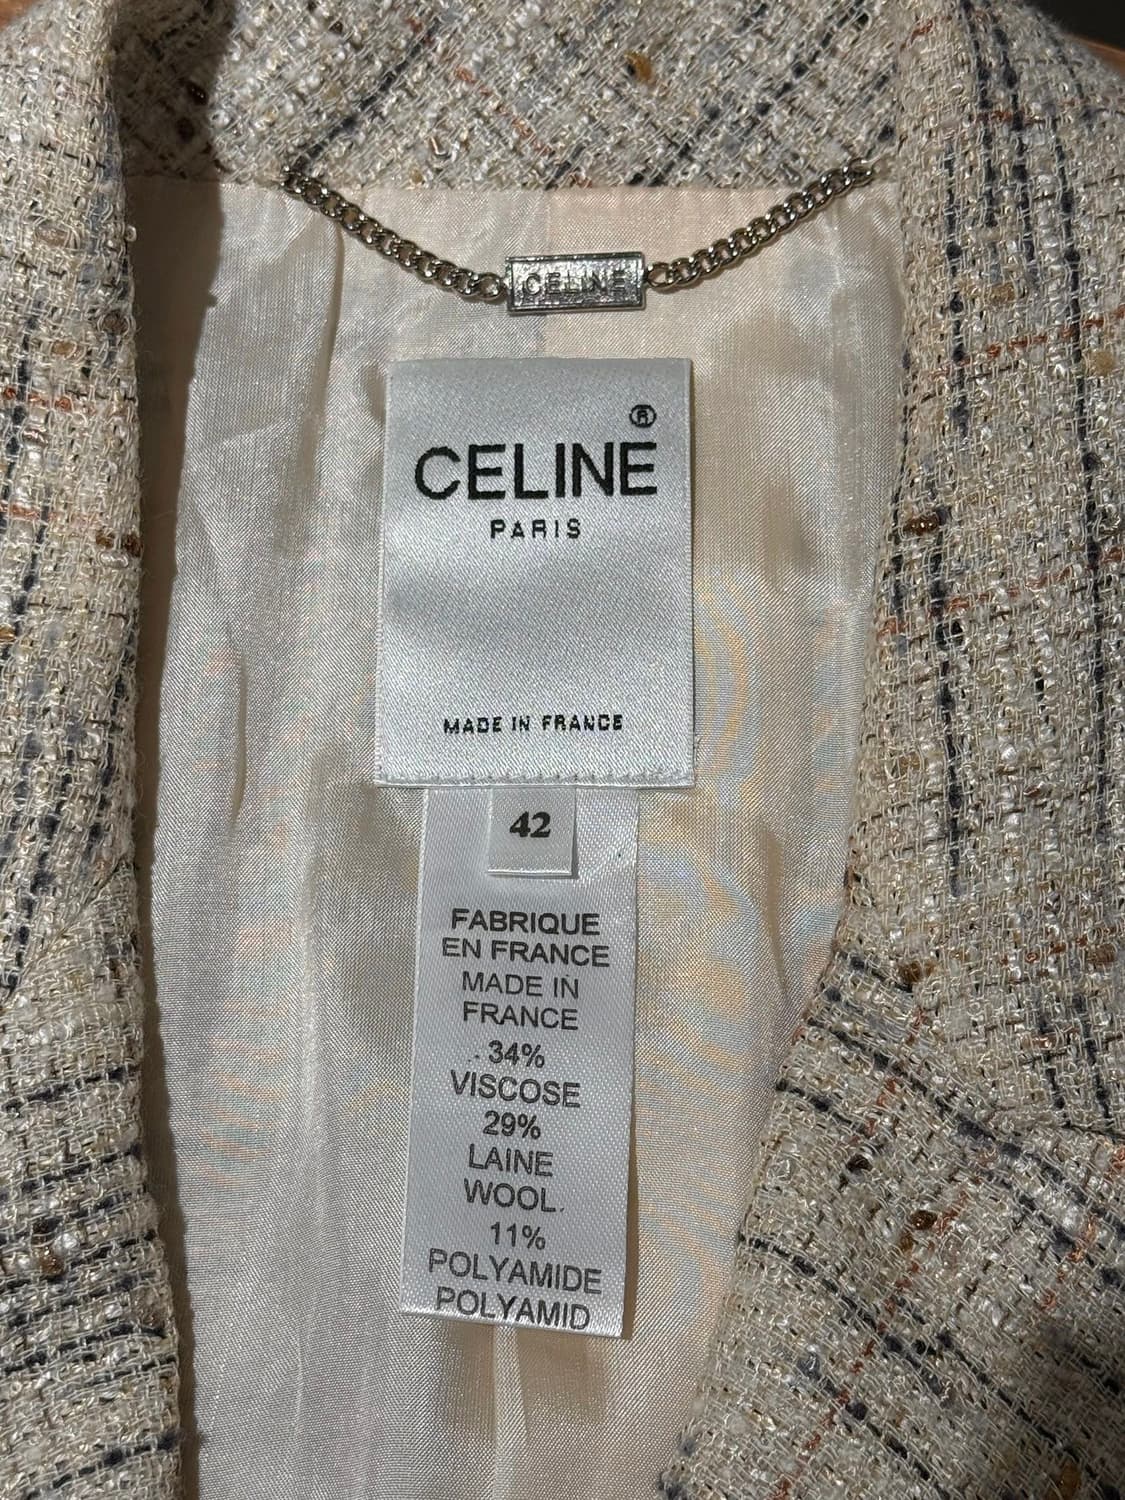 CELINE
®
CELINE
PARIS
MADE IN FRANCE
42
FABRIQUE
EN FRANCE
MADE IN
FRANCE
34%
VISCOSE
29%
LAINE
WOOL
11%
POLYAMIDE
POLYAMID